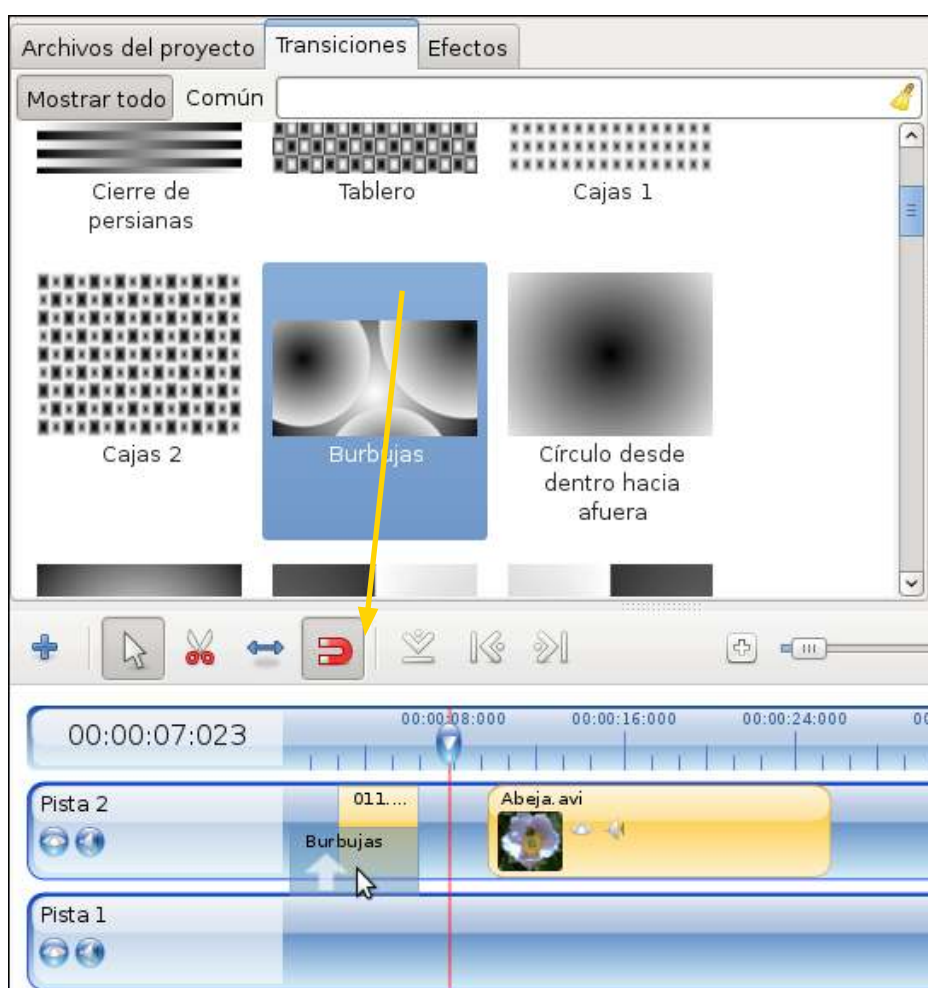 Archivos del proyecto Transiciones Efectos
Mostrar todo Común
Cierre de
persianas
Tablero
Cajas 1
Cajas 2
Burbujas
Círculo desde
dentro hacia
afuera
00:00:07:023
00:00:08:000 00:00:16:000 00:00:24:000 00
Pista 2
011....
Abeja.avi
Burbujas
Pista 1